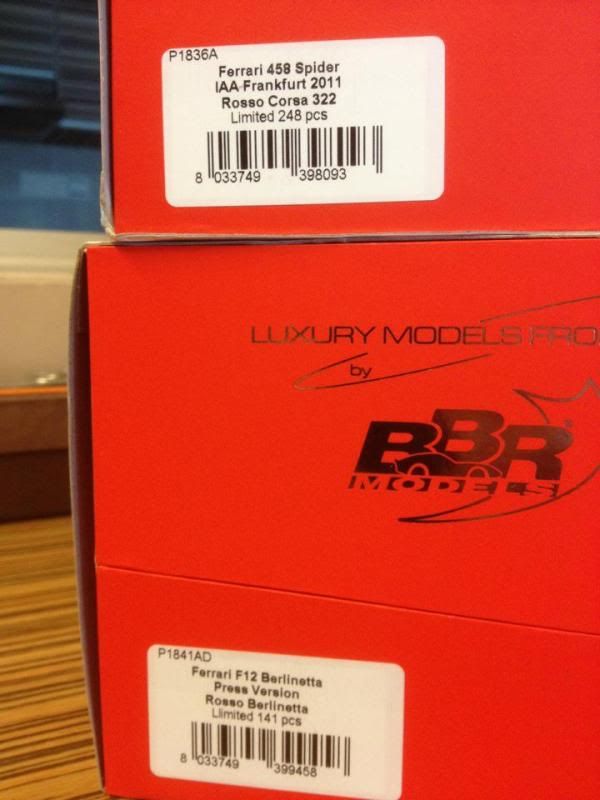 P1836A
Ferrari 458 Spider
IAA Frankfurt 2011
Rosso Corsa 322
Limited 248 pcs
8 033749 398093
LUXURY MODELS
by
BBR
MODELS
P1841AD
Ferrari F12 Berlinetta
Press Version
Rosso Berlinetta
Llimited 141 pcs
8 033749 399458